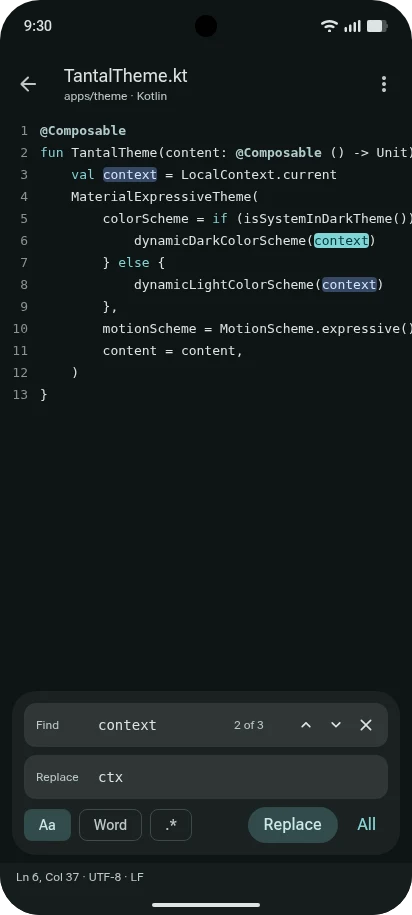 9:30
TantalTheme.kt
apps/theme · Kotlin
1 @Composable
2 fun TantalTheme(content: @Composable () -> Unit)
3     val context = LocalContext.current
4     MaterialExpressiveTheme(
5         colorScheme = if (isSystemInDarkTheme())
6             dynamicDarkColorScheme(context)
7         } else {
8             dynamicLightColorScheme(context)
9         },
10         motionScheme = MotionScheme.expressive()
11         content = content,
12     )
13 }
Find context 2 of 3
Replace ctx
Aa Word .* Replace All
Ln 6, Col 37 · UTF-8 · LF